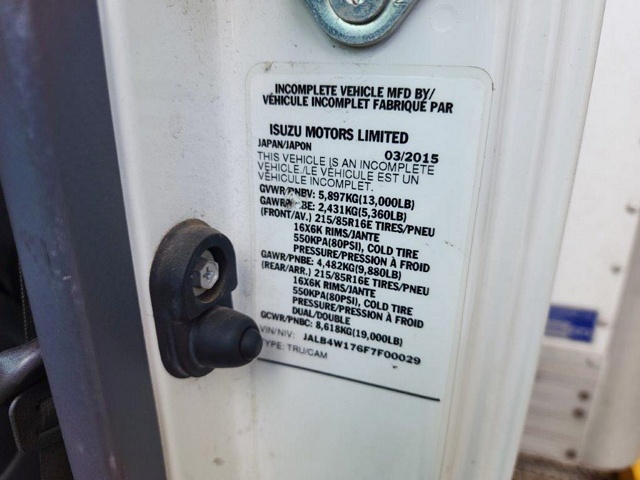 INCOMPLETE VEHICLE MFD BY/
VÉHICULE INCOMPLET FABRIQUÉ PAR
ISUZU MOTORS LIMITED
JAPAN/JAPON 03/2015
THIS VEHICLE IS AN INCOMPLETE
VEHICLE./LE VÉHICULE EST UN
VÉHICULE INCOMPLET.
GVWR/PNBV: 5,897KG(13,000LB)
GAWR/PNBE: 2,431KG(5,360LB)
(FRONT/AV.) 215/85R16E TIRES/PNEU
16X6K RIMS/JANTE
550KPA(80PSI), COLD TIRE
PRESSURE/PRESSION À FROID
GAWR/PNBE: 4,482KG(9,880LB)
(REAR/ARR.) 215/85R16E TIRES/PNEU
16X6K RIMS/JANTE
550KPA(80PSI), COLD TIRE
PRESSURE/PRESSION À FROID
DUAL/DOUBLE
GCWR/PNBC: 8,618KG(19,000LB)
VIN/NIV: JALB4W176F7F00029
TYPE: TRU/CAM